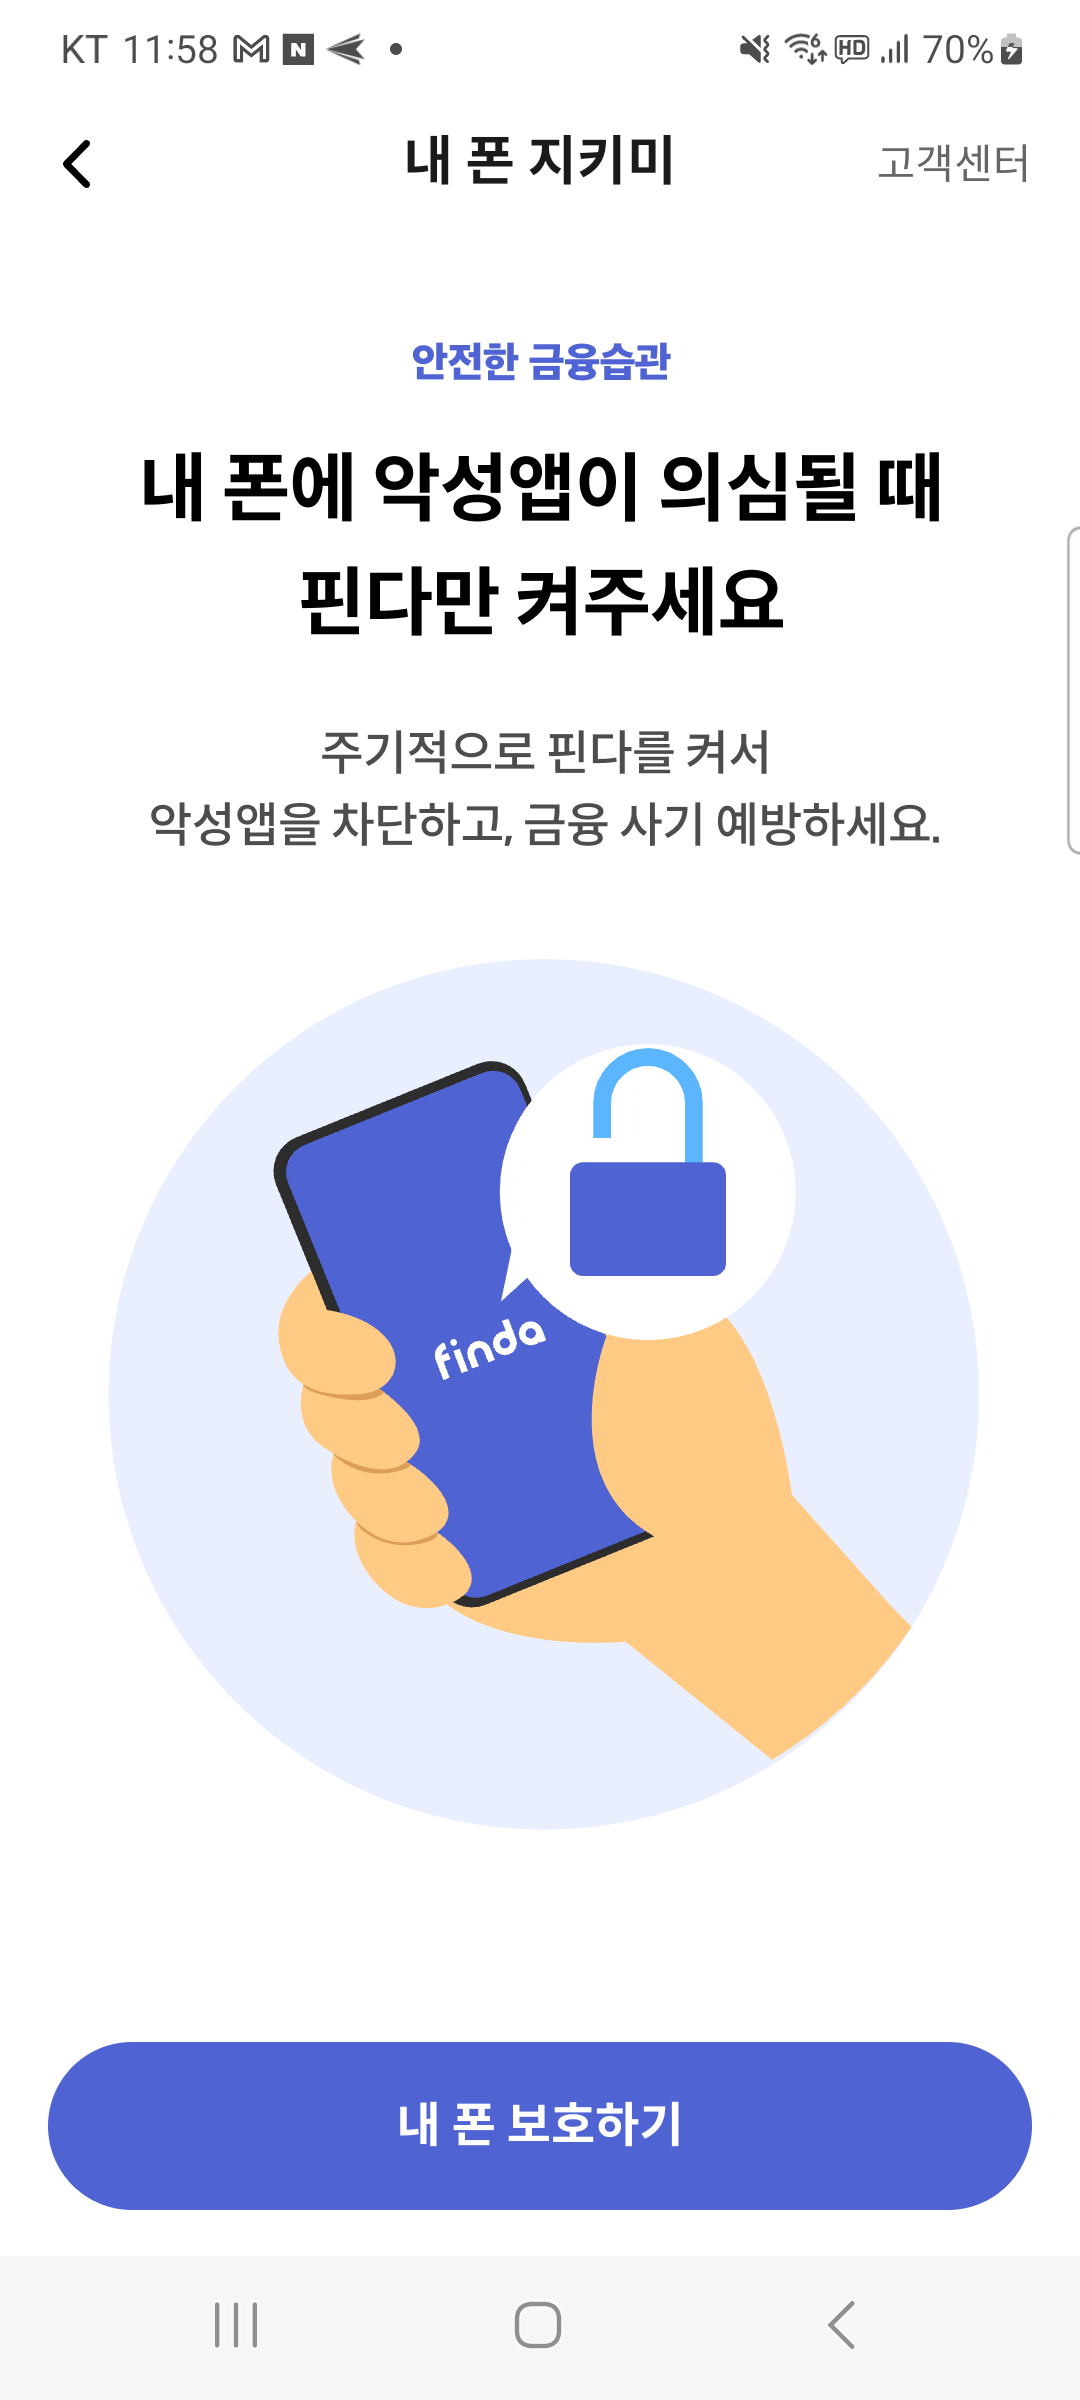 KT 11:58 70%
내 폰 지키미
고객센터
안전한 금융습관
내 폰에 악성앱이 의심될 때
핀다만 켜주세요
주기적으로 핀다를 켜서
악성앱을 차단하고, 금융 사기 예방하세요.
finda
내 폰 보호하기